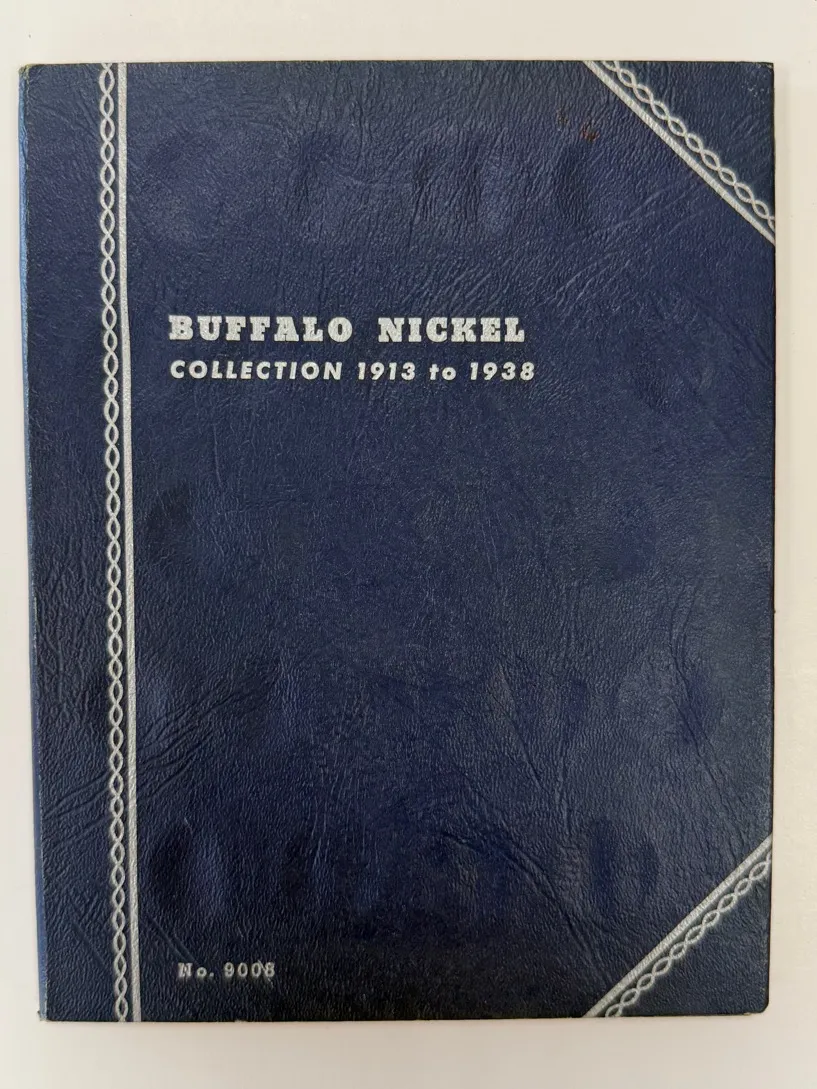 BUFFALO NICKEL
COLLECTION 1913 to 1938
No. 9008